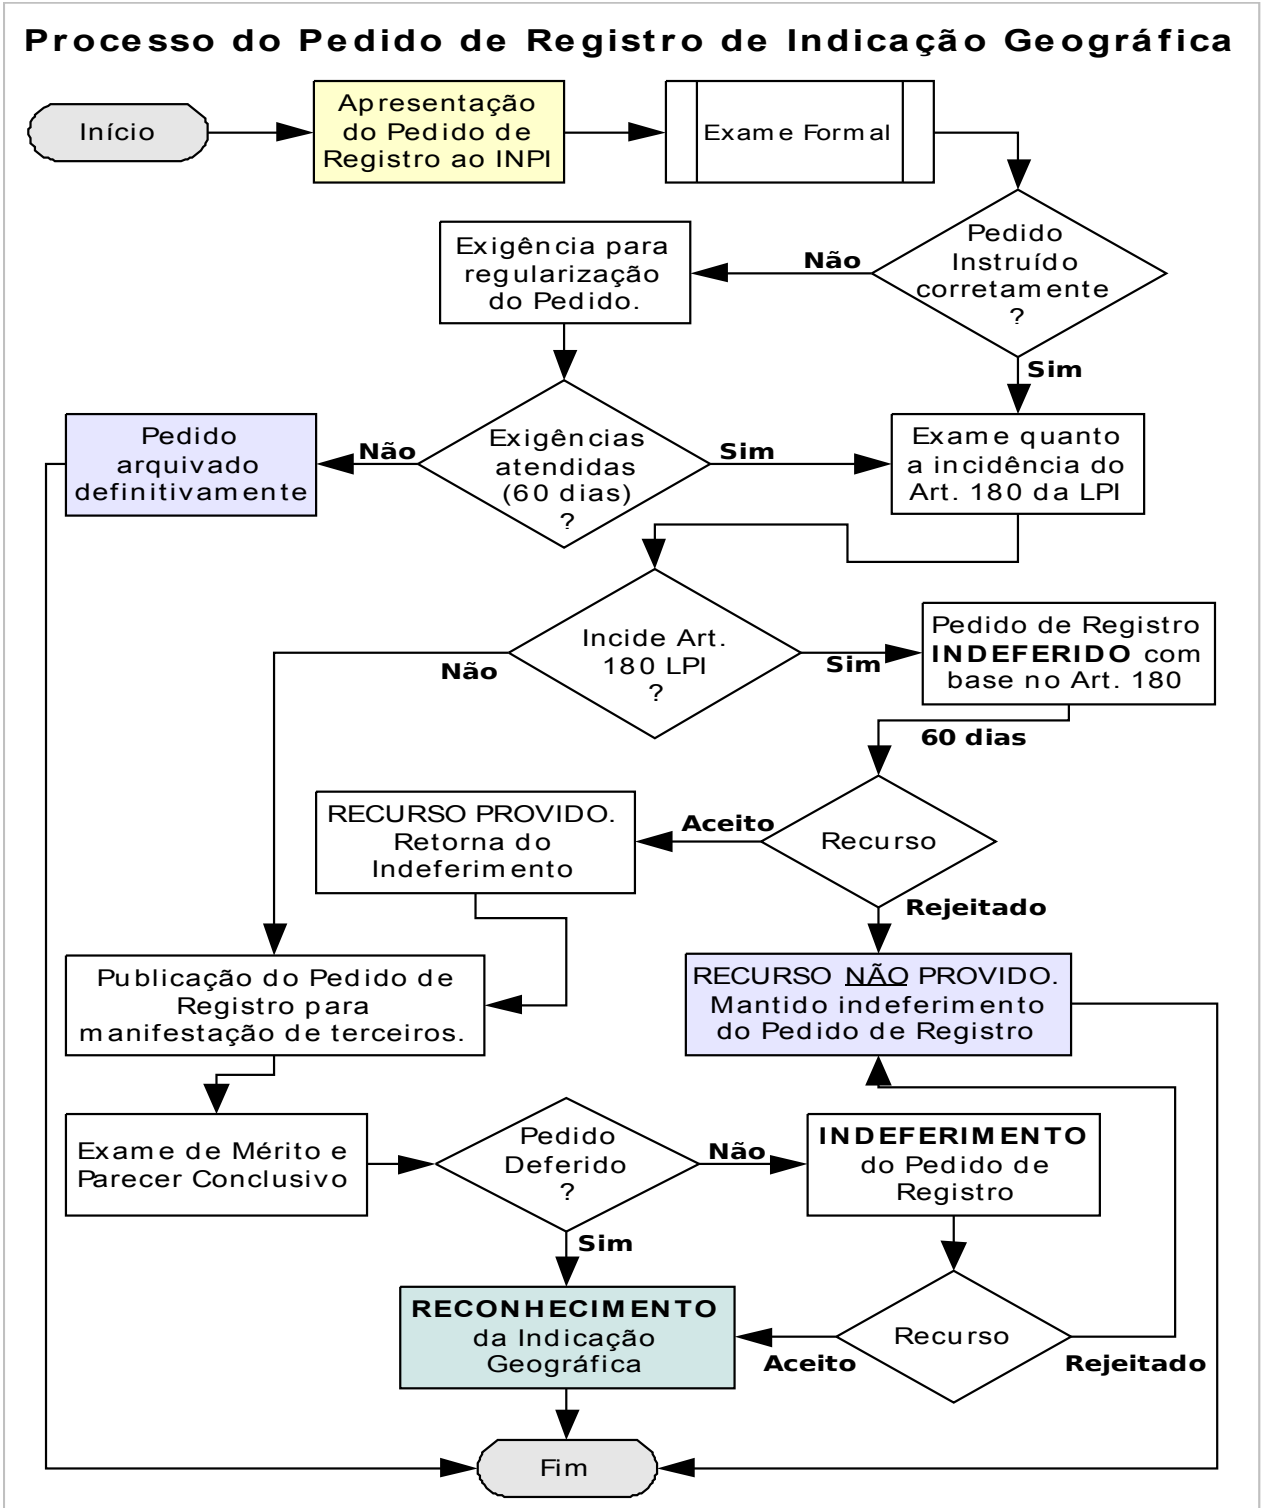 Processo do Pedido de Registro de Indicação Geográfica
Início
Apresentação
do Pedido de
Registro ao INPI
Exame Formal
Pedido
Instruído
corretamente
?
Não
Sim
Exigência para
regularização
do Pedido.
Exigências
atendidas
(60 dias)
?
Não
Sim
Pedido
arquivado
definitivamente
Exame quanto
a incidência do
Art. 180 da LPI
Incide Art.
180 LPI
?
Não
Sim
Pedido de Registro
INDEFERIDO com
base no Art. 180
60 dias
Recurso
Aceito
Rejeitado
RECURSO PROVIDO.
Retorna do
Indeferimento
Publicação do Pedido de
Registro para
manifestação de terceiros.
RECURSO NÃO PROVIDO.
Mantido indeferimento
do Pedido de Registro
Exame de Mérito e
Parecer Conclusivo
Pedido
Deferido
?
Não
Sim
INDEFERIMENTO
do Pedido de
Registro
Recurso
Aceito
Rejeitado
RECONHECIMENTO
da Indicação
Geográfica
Fim